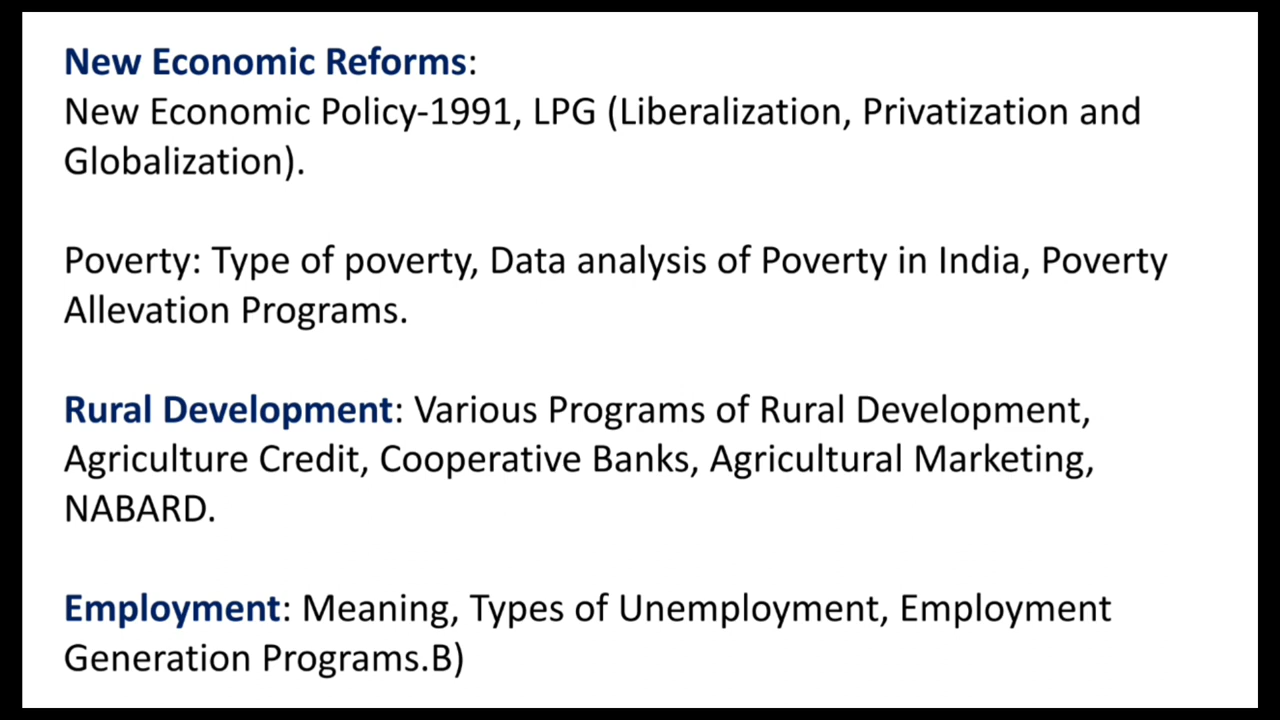 New Economic Reforms:
New Economic Policy-1991, LPG (Liberalization, Privatization and
Globalization).
Poverty: Type of poverty, Data analysis of Poverty in India, Poverty
Allevation Programs.
Rural Development: Various Programs of Rural Development,
Agriculture Credit, Cooperative Banks, Agricultural Marketing,
NABARD.
Employment: Meaning, Types of Unemployment, Employment
Generation Programs.B)